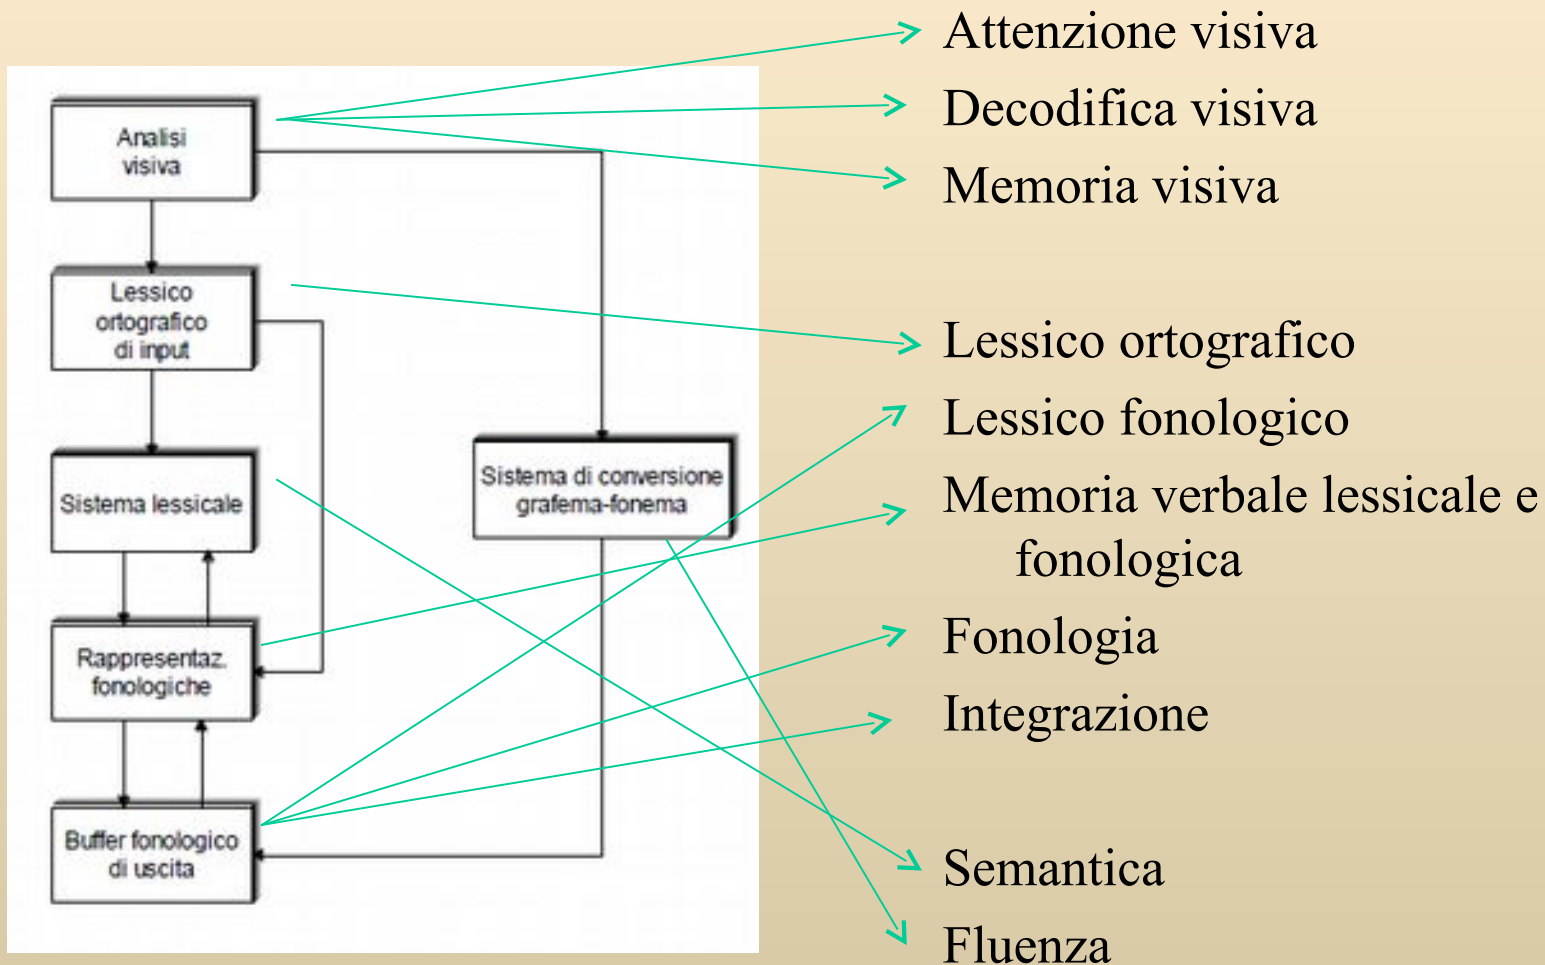 Analisi
visiva
Lessico
ortografico
di input
Sistema lessicale
Rappresentaz.
fonologiche
Buffer fonologico
di uscita
Sistema di conversione
grafema-fonema
Attenzione visiva
Decodifica visiva
Memoria visiva
Lessico ortografico
Lessico fonologico
Memoria verbale lessicale e
fonologica
Fonologia
Integrazione
Semantica
Fluenza